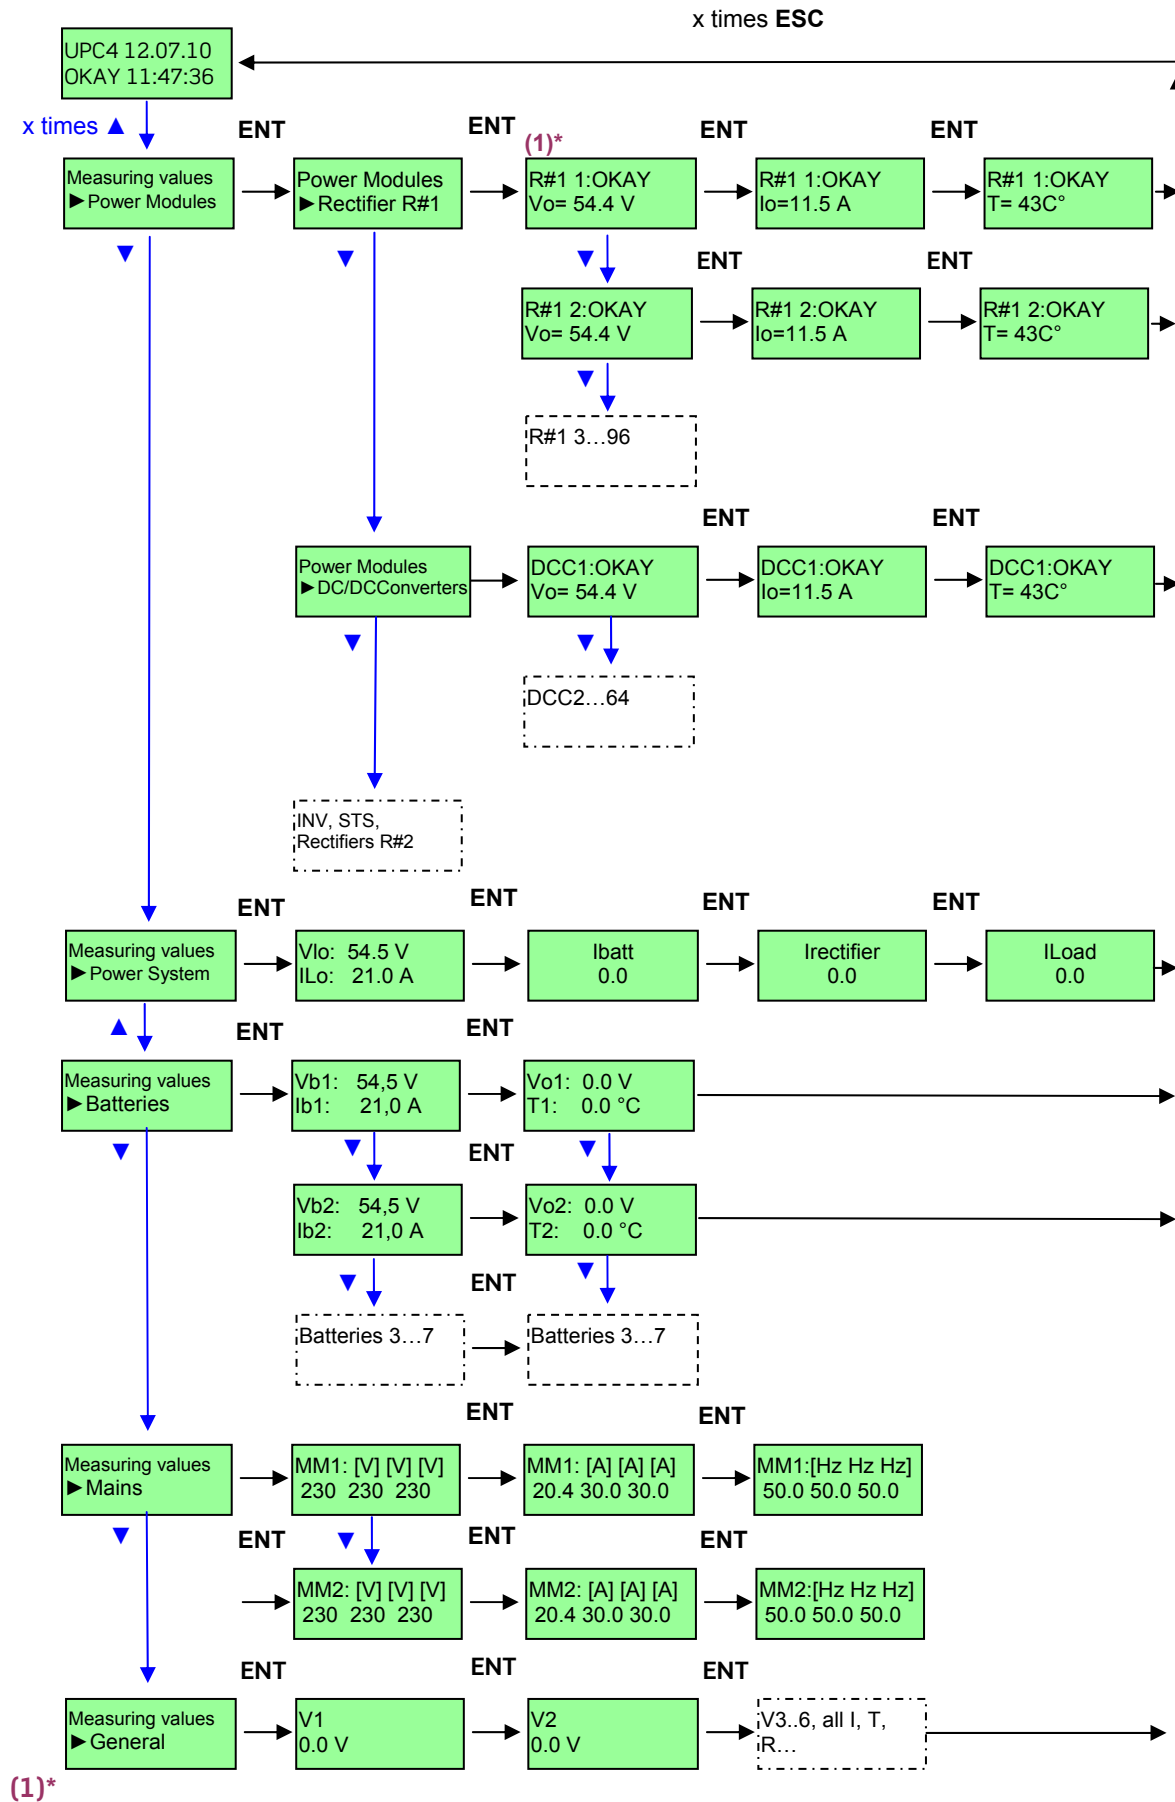 x times ESC
UPC4 12.07.10
OKAY 11:47:36
x times ▲
ENT
ENT
(1)*
ENT
ENT
Measuring values
►Power Modules
Power Modules
►Rectifier R#1
R#1 1:OKAY
Vo= 54.4 V
R#1 1:OKAY
Io=11.5 A
R#1 1:OKAY
T= 43C°
▼
▼
▼
ENT
ENT
R#1 2:OKAY
Vo= 54.4 V
R#1 2:OKAY
Io=11.5 A
R#1 2:OKAY
T= 43C°
▼
R#1 3…96
ENT
ENT
Power Modules
►DC/DCConverters
DCC1:OKAY
Vo= 54.4 V
DCC1:OKAY
Io=11.5 A
DCC1:OKAY
T= 43C°
▼
▼
DCC2…64
INV, STS,
Rectifiers R#2
ENT
ENT
ENT
ENT
Measuring values
►Power System
Vlo: 54.5 V
ILo: 21.0 A
Ibatt
0.0
Irectifier
0.0
ILoad
0.0
▲
ENT
ENT
Measuring values
►Batteries
Vb1: 54,5 V
Ib1: 21,0 A
Vo1: 0.0 V
T1: 0.0 °C
▼
▼
ENT
▼
Vb2: 54,5 V
Ib2: 21,0 A
Vo2: 0.0 V
T2: 0.0 °C
▼
ENT
▼
Batteries 3…7
Batteries 3…7
ENT
ENT
Measuring values
►Mains
MM1: [V] [V] [V]
230 230 230
MM1: [A] [A] [A]
20.4 30.0 30.0
MM1:[Hz Hz Hz]
50.0 50.0 50.0
▼
ENT
▼
ENT
ENT
MM2: [V] [V] [V]
230 230 230
MM2: [A] [A] [A]
20.4 30.0 30.0
MM2:[Hz Hz Hz]
50.0 50.0 50.0
ENT
ENT
ENT
Measuring values
►General
V1
0.0 V
V2
0.0 V
V3..6, all I, T,
R…
(1)*